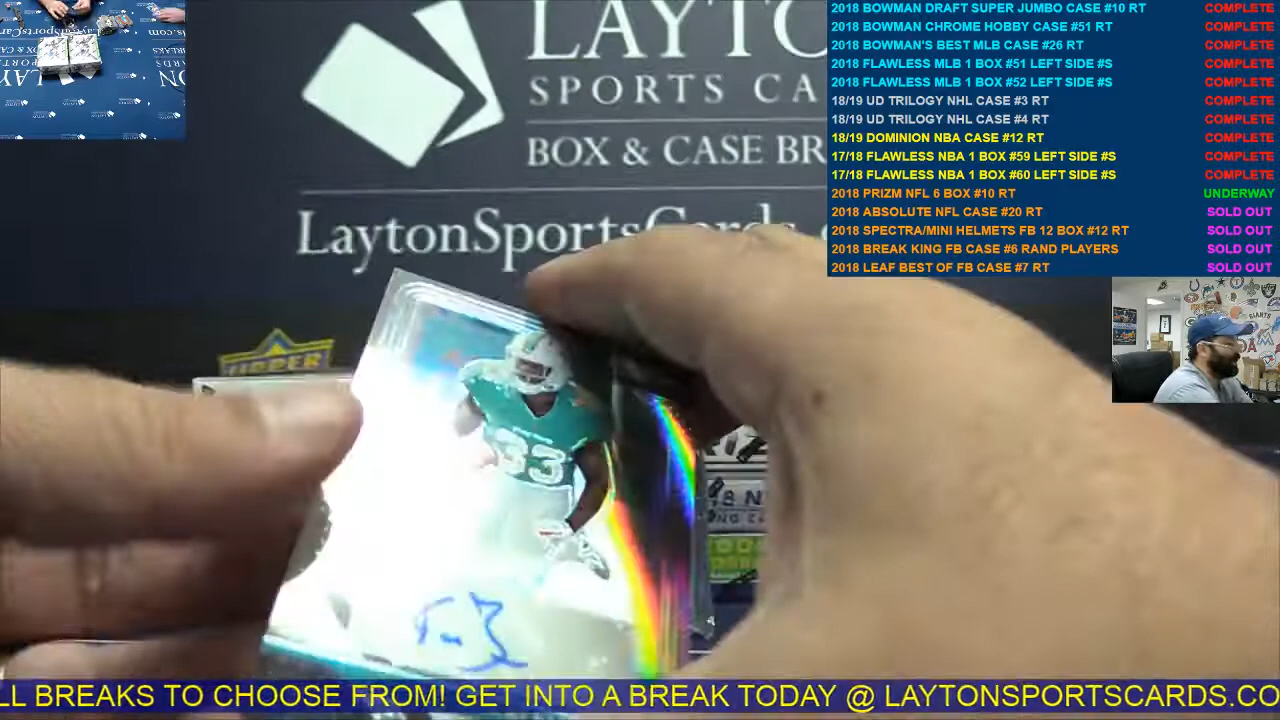 2018 BOWMAN DRAFT SUPER JUMBO CASE #10 RT COMPLETE
2018 BOWMAN CHROME HOBBY CASE #51 RT COMPLETE
2018 BOWMAN'S BEST MLB CASE #26 RT COMPLETE
2018 FLAWLESS MLB 1 BOX #51 LEFT SIDE #S COMPLETE
2018 FLAWLESS MLB 1 BOX #52 LEFT SIDE #S COMPLETE
18/19 UD TRILOGY NHL CASE #3 RT COMPLETE
18/19 UD TRILOGY NHL CASE #4 RT COMPLETE
18/19 DOMINION NBA CASE #12 RT COMPLETE
17/18 FLAWLESS NBA 1 BOX #59 LEFT SIDE #S COMPLETE
17/18 FLAWLESS NBA 1 BOX #60 LEFT SIDE #S COMPLETE
2018 PRIZM NFL 6 BOX #10 RT UNDERWAY
2018 ABSOLUTE NFL CASE #20 RT SOLD OUT
2018 SPECTRA/MINI HELMETS FB 12 BOX #12 RT SOLD OUT
2018 BREAK KING FB CASE #6 RAND PLAYERS SOLD OUT
2018 LEAF BEST OF FB CASE #7 RT SOLD OUT
LAYTO
SPORTS CA
BOX & CASE BR
LaytonSportsCards.
UPPER
33
LL BREAKS TO CHOOSE FROM! GET INTO A BREAK TODAY @ LAYTONSPORTSCARDS.CO